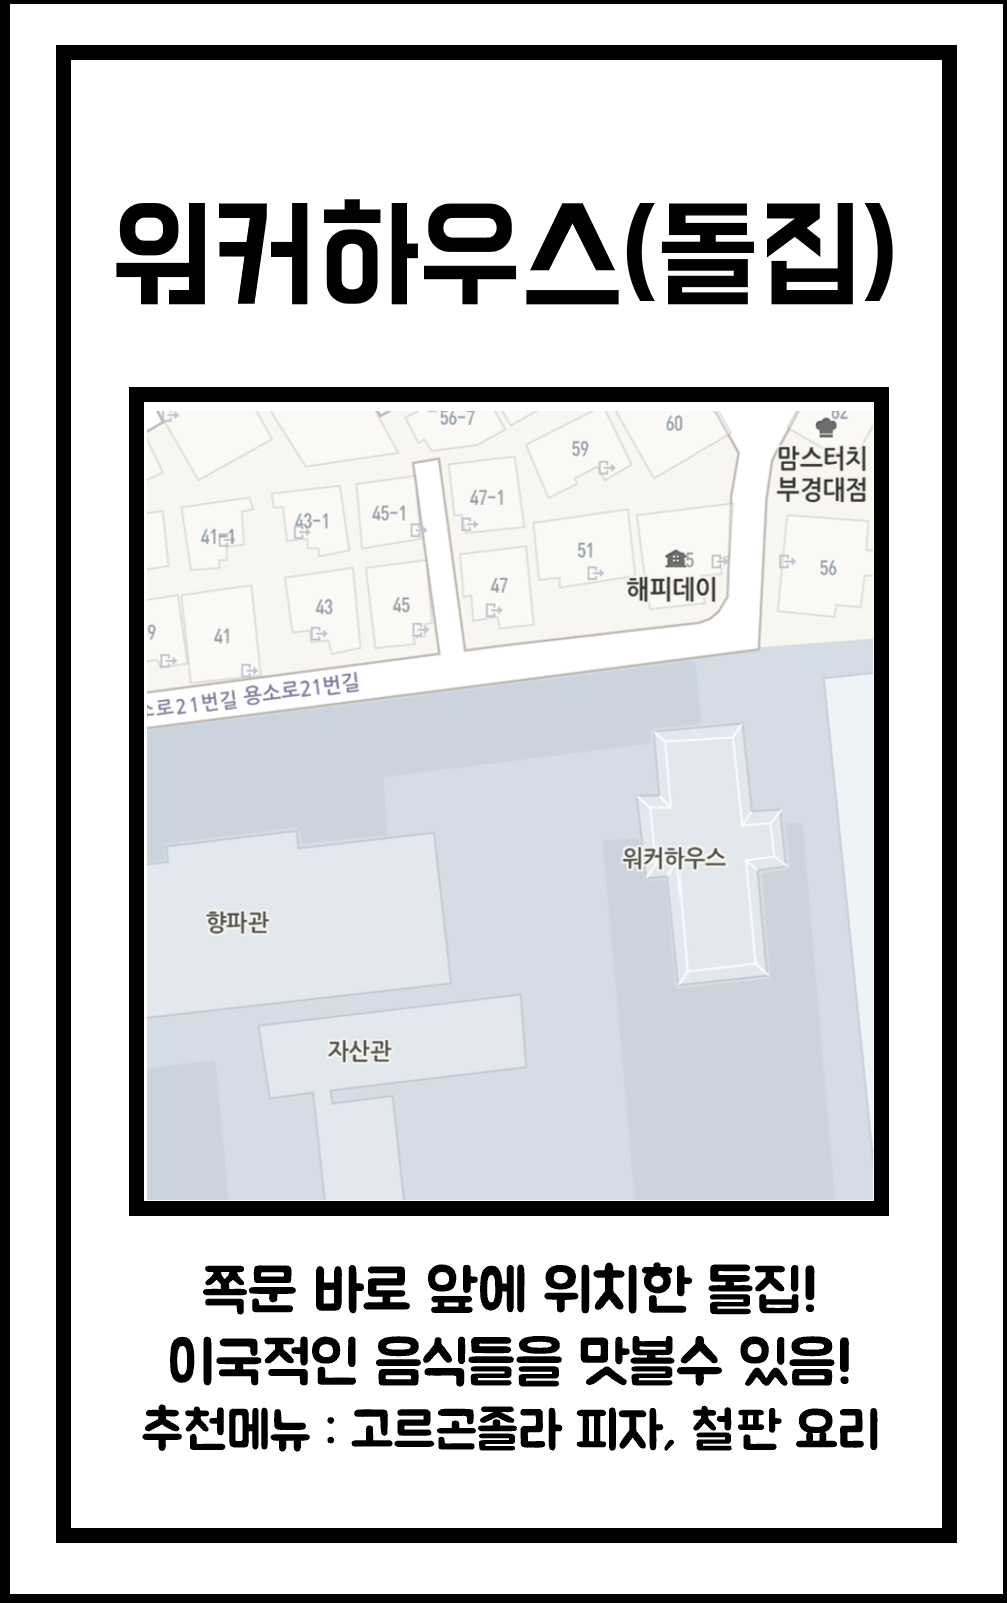 워커하우스(돌집)
56-7
60
59
맘스터치
부경대점
47-1
45-1
43-1
41-1
51
해피데이
56
47
45
43
41
9
소로21번길 용소로21번길
워커하우스
향파관
자산관
쪽문 바로 앞에 위치한 돌집!
이국적인 음식들을 맛볼수 있음!
추천메뉴 : 고르곤졸라 피자, 철판 요리